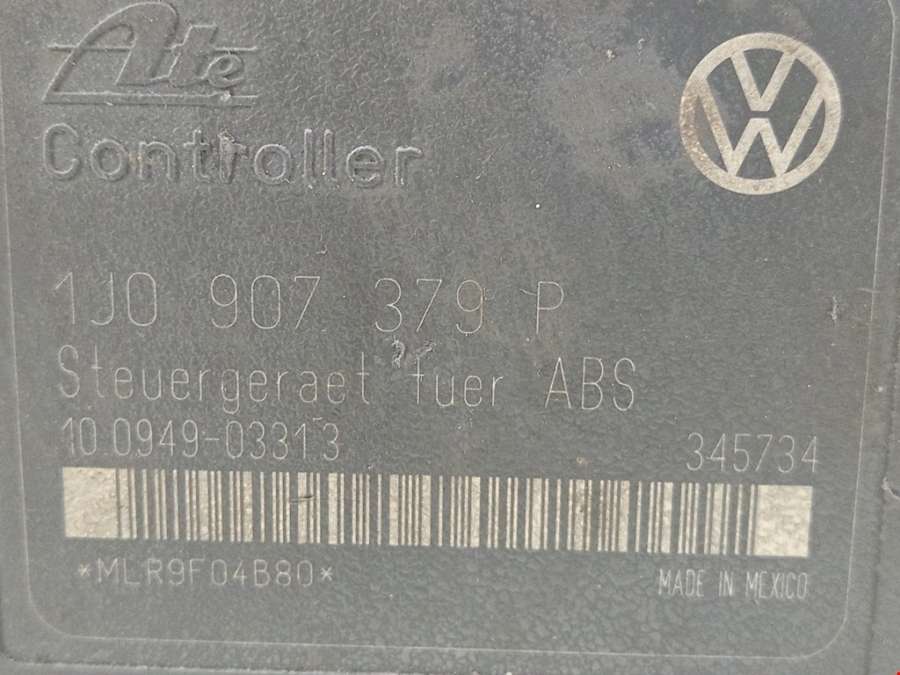 Ate
Controller
1J0 907 379 P
Steuergeraet fuer ABS
10.0949-0331.3
345734
*MLR9F04B80*
MADE IN MEXICO